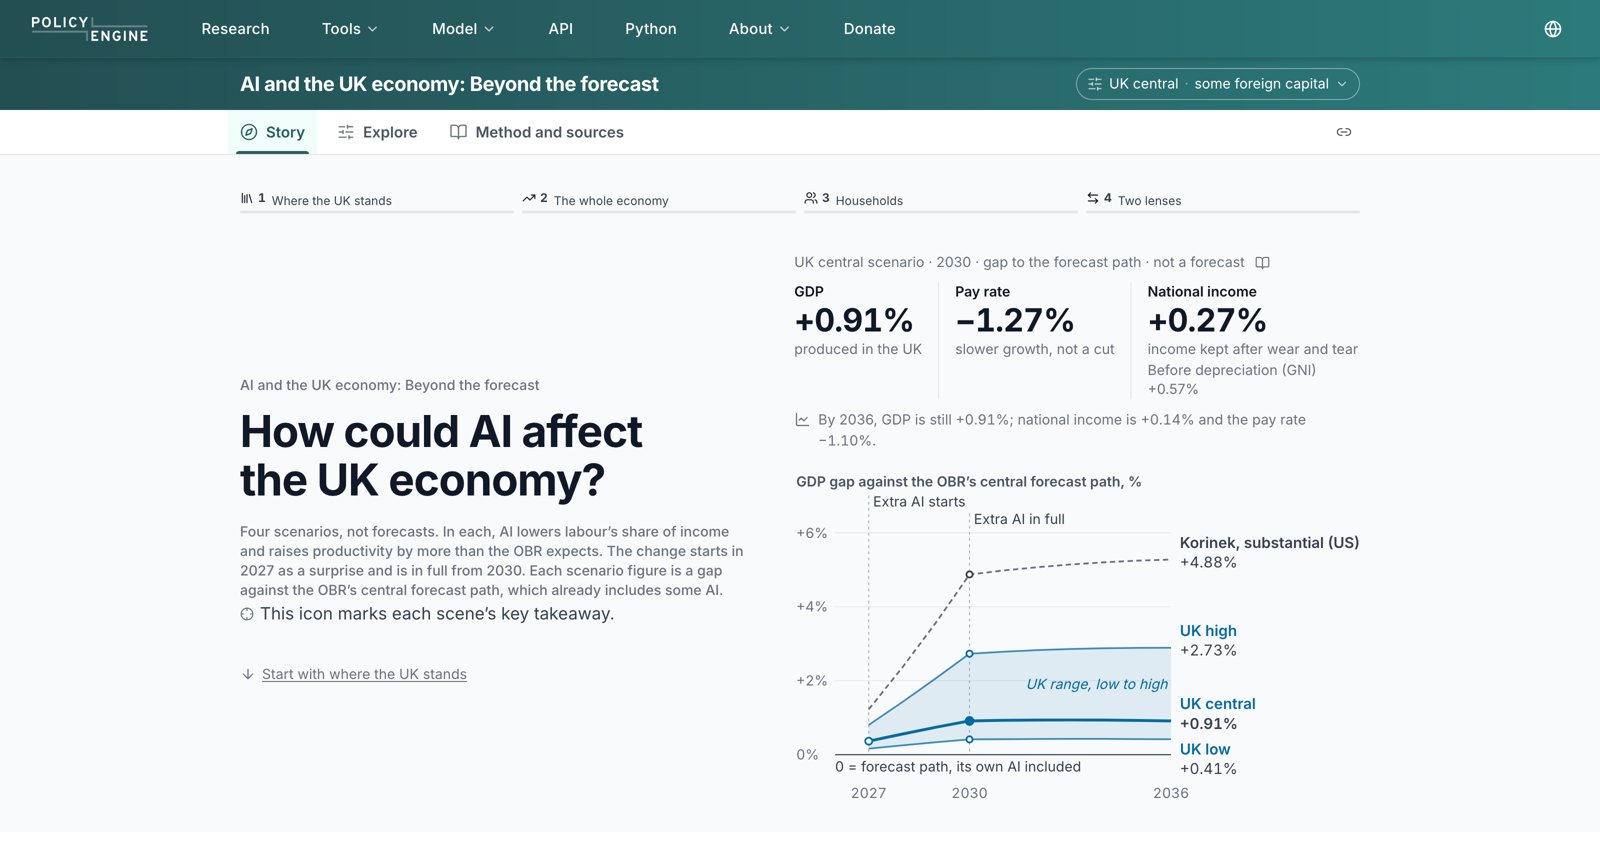 POLICY ENGINE
Research
Tools
Model
API
Python
About
Donate
AI and the UK economy: Beyond the forecast
UK central · some foreign capital
Story
Explore
Method and sources
1 Where the UK stands
2 The whole economy
3 Households
4 Two lenses
AI and the UK economy: Beyond the forecast
How could AI affect
the UK economy?
Four scenarios, not forecasts. In each, AI lowers labour’s share of income
and raises productivity by more than the OBR expects. The change starts in
2027 as a surprise and is in full from 2030. Each scenario figure is a gap
against the OBR’s central forecast path, which already includes some AI.
This icon marks each scene’s key takeaway.
Start with where the UK stands
UK central scenario · 2030 · gap to the forecast path · not a forecast
GDP
+0.91%
produced in the UK
Pay rate
−1.27%
slower growth, not a cut
National income
+0.27%
income kept after wear and tear
Before depreciation (GNI)
+0.57%
By 2036, GDP is still +0.91%; national income is +0.14% and the pay rate
−1.10%.
GDP gap against the OBR’s central forecast path, %
Extra AI starts
Extra AI in full
+6%
+4%
+2%
0%
Korinek, substantial (US)
+4.88%
UK high
+2.73%
UK range, low to high
UK central
+0.91%
UK low
+0.41%
0 = forecast path, its own AI included
2027
2030
2036